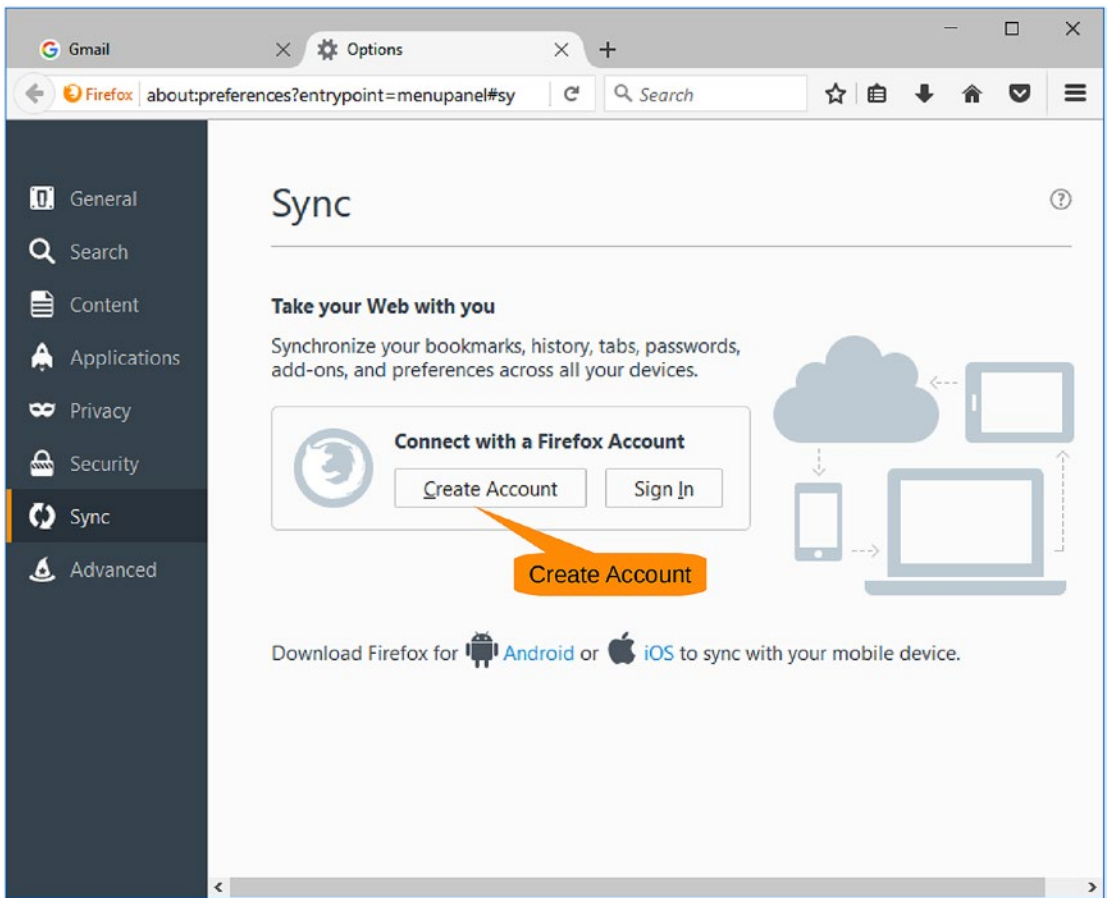 Gmail
Options
Firefox about:preferences?entrypoint=menupanel#sy
Search
General
Search
Content
Applications
Privacy
Security
Sync
Advanced
Sync
?
Take your Web with you
Synchronize your bookmarks, history, tabs, passwords,
add-ons, and preferences across all your devices.
Connect with a Firefox Account
Create Account
Sign In
Create Account
Download Firefox for Android or iOS to sync with your mobile device.